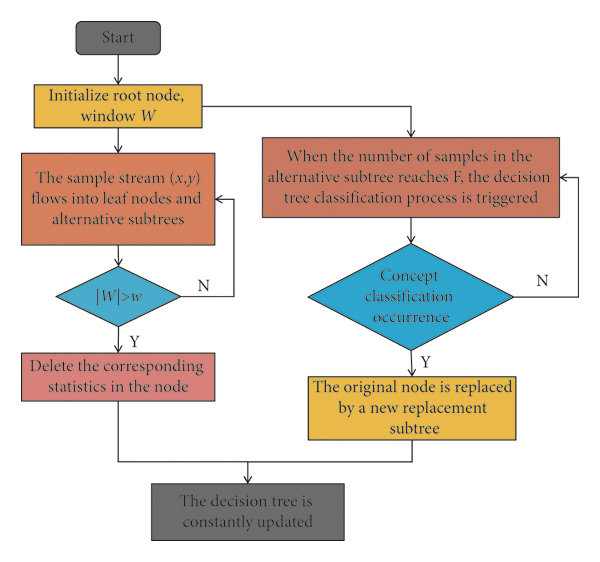 Start
Initialize root node,
window W
The sample stream (x,y)
flows into leaf nodes and
alternative subtrees
|W|>w
N
Y
Delete the corresponding
statistics in the node
When the number of samples in the
alternative subtree reaches F, the decision
tree classification process is triggered
Concept
classification
occurrence
N
Y
The original node is replaced
by a new replacement
subtree
The decision tree is
constantly updated